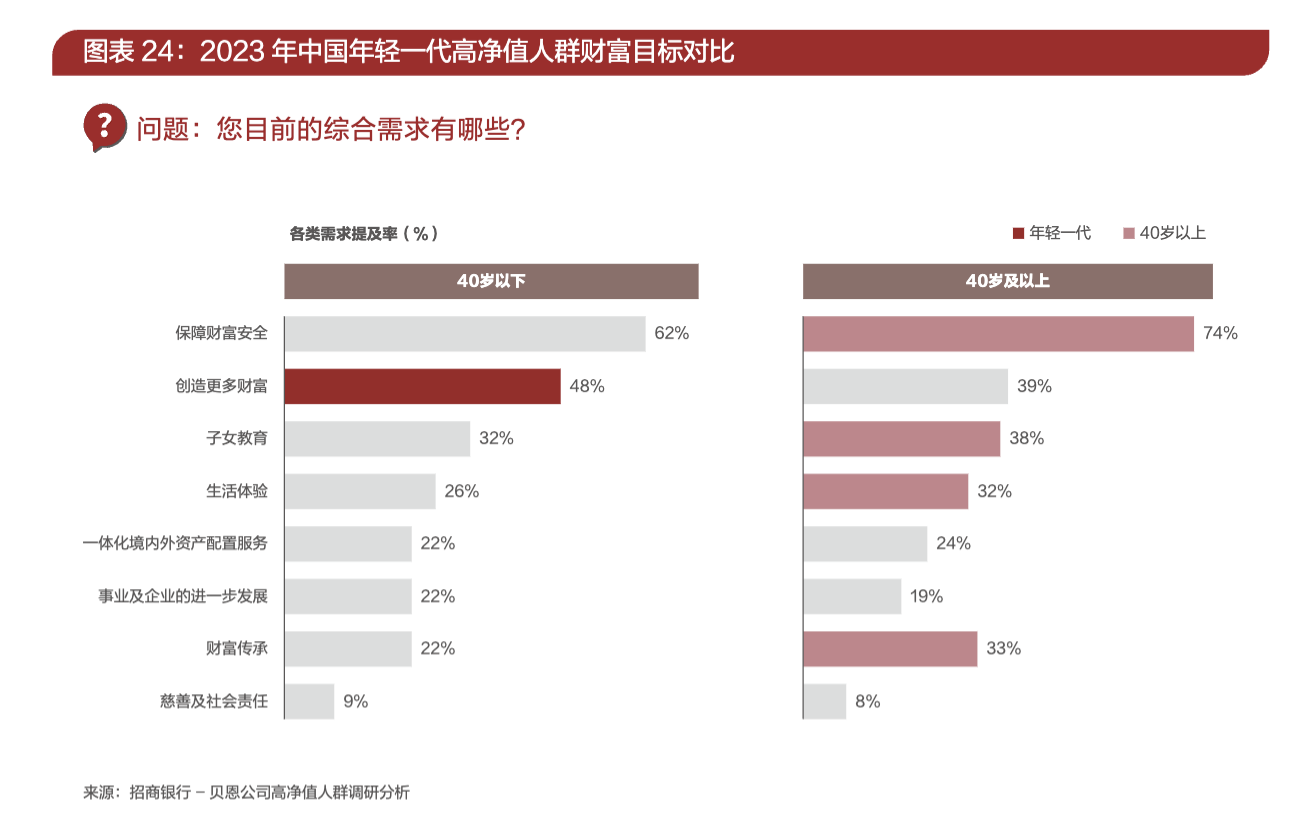 图表 24：2023 年中国年轻一代高净值人群财富目标对比
?
问题：您目前的综合需求有哪些?
各类需求提及率（%）
年轻一代 40岁以上
40岁以下 40岁及以上
保障财富安全 62% 74%
创造更多财富 48% 39%
子女教育 32% 38%
生活体验 26% 32%
一体化境内外资产配置服务 22% 24%
事业及企业的进一步发展 22% 19%
财富传承 22% 33%
慈善及社会责任 9% 8%
来源：招商银行 – 贝恩公司高净值人群调研分析